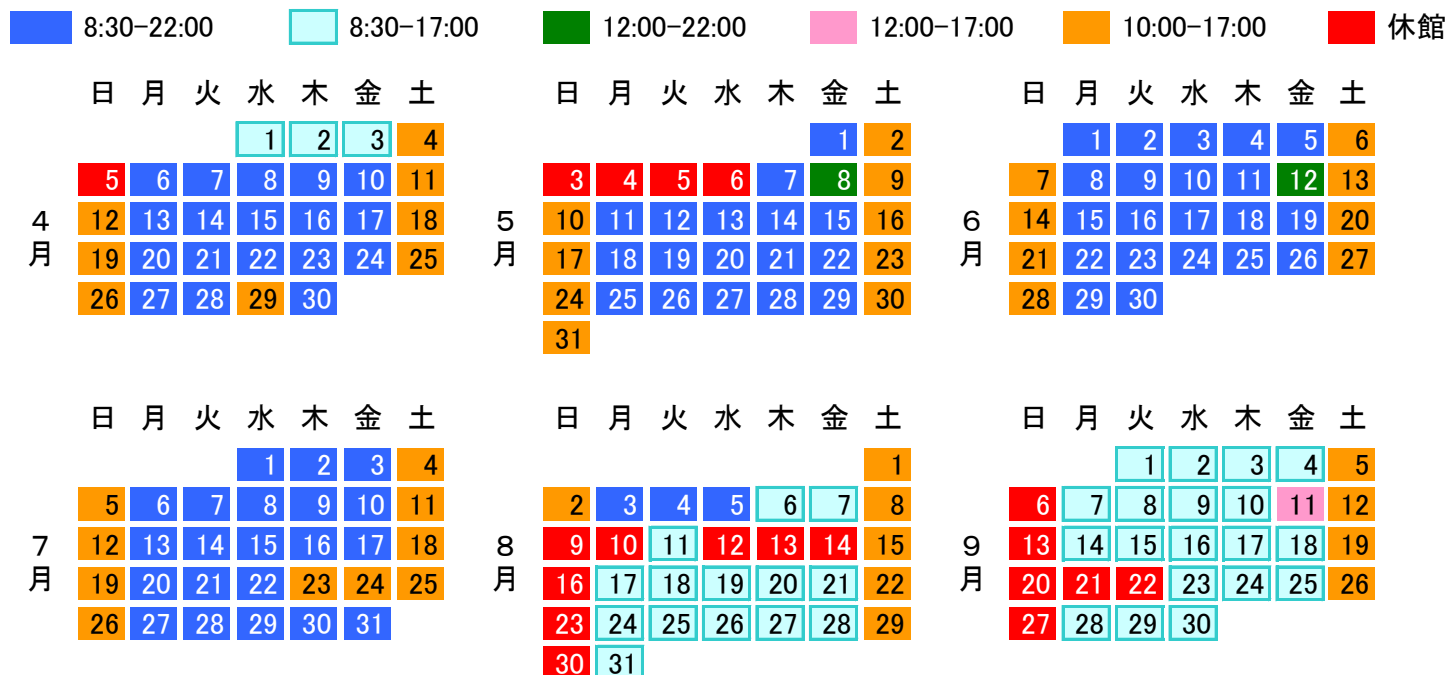 8:30-22:00 8:30-17:00 12:00-22:00 12:00-17:00 10:00-17:00 休館
日 月 火 水 木 金 土
1 2 3 4
5 6 7 8 9 10 11
12 13 14 15 16 17 18
19 20 21 22 23 24 25
26 27 28 29 30
4月
日 月 火 水 木 金 土
1 2
3 4 5 6 7 8 9
10 11 12 13 14 15 16
17 18 19 20 21 22 23
24 25 26 27 28 29 30
31
5月
日 月 火 水 木 金 土
1 2 3 4 5 6
7 8 9 10 11 12 13
14 15 16 17 18 19 20
21 22 23 24 25 26 27
28 29 30
6月
日 月 火 水 木 金 土
1 2 3 4
5 6 7 8 9 10 11
12 13 14 15 16 17 18
19 20 21 22 23 24 25
26 27 28 29 30 31
7月
日 月 火 水 木 金 土
1
2 3 4 5 6 7 8
9 10 11 12 13 14 15
16 17 18 19 20 21 22
23 24 25 26 27 28 29
30 31
8月
日 月 火 水 木 金 土
1 2 3 4 5
6 7 8 9 10 11 12
13 14 15 16 17 18 19
20 21 22 23 24 25 26
27 28 29 30
9月